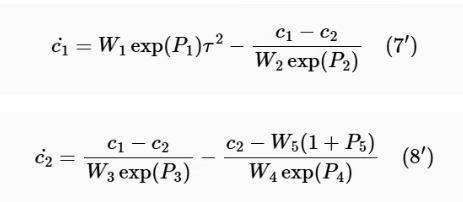 ċ₁ = W₁ exp(P₁)τ² − (c₁ − c₂) / (W₂ exp(P₂)) (7′)
ċ₂ = (c₁ − c₂) / (W₃ exp(P₃)) − (c₂ − W₅(1 + P₅)) / (W₄ exp(P₄)) (8′)